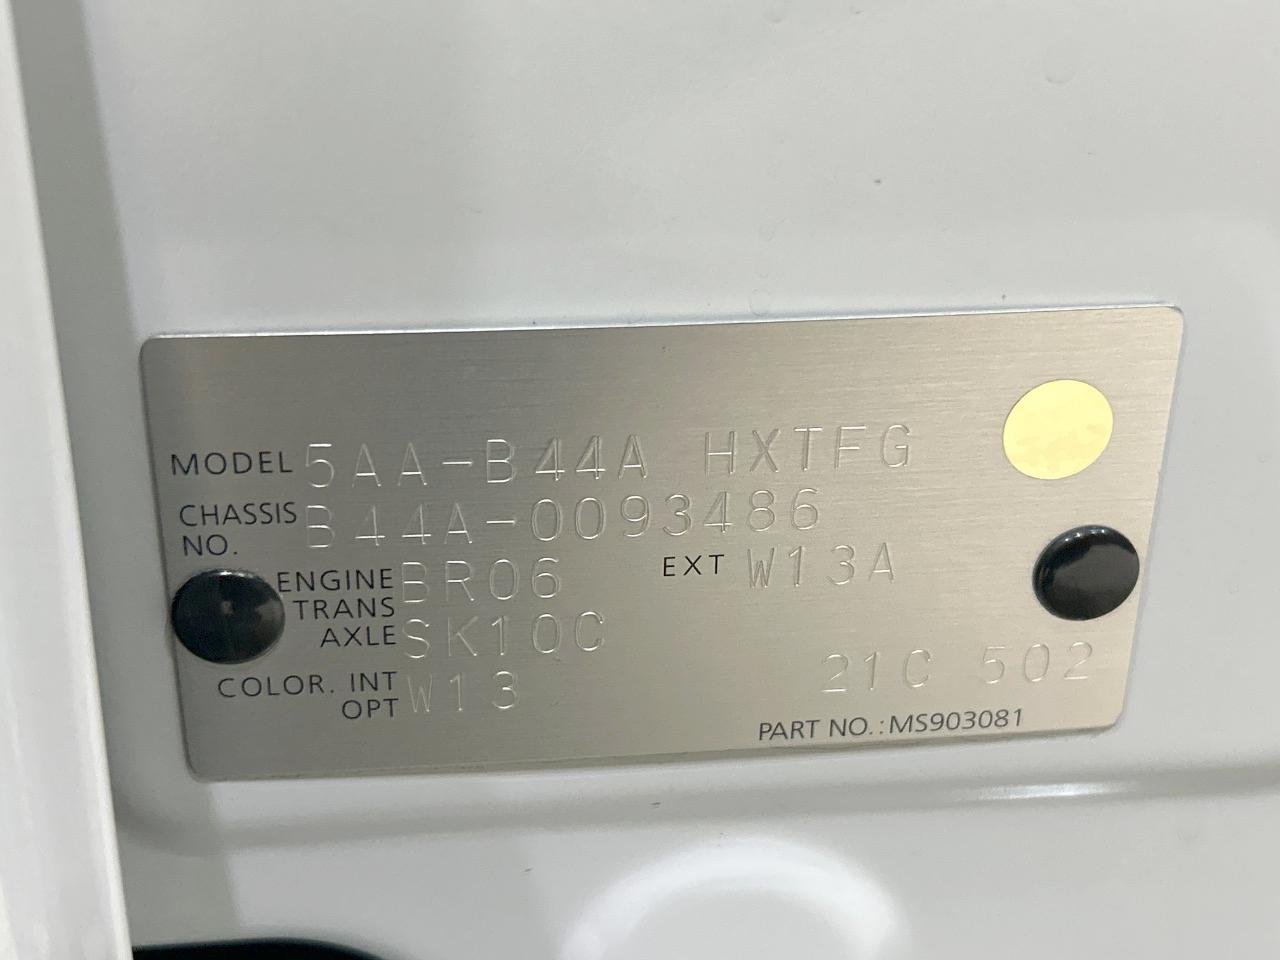 MODEL 5AA-B44A HXTFG
CHASSIS NO. B44A-0093486
ENGINE BR06 EXT W13A
TRANS AXLE SK10C
COLOR. INT OPT W13 21C 502
PART NO.: MS903081